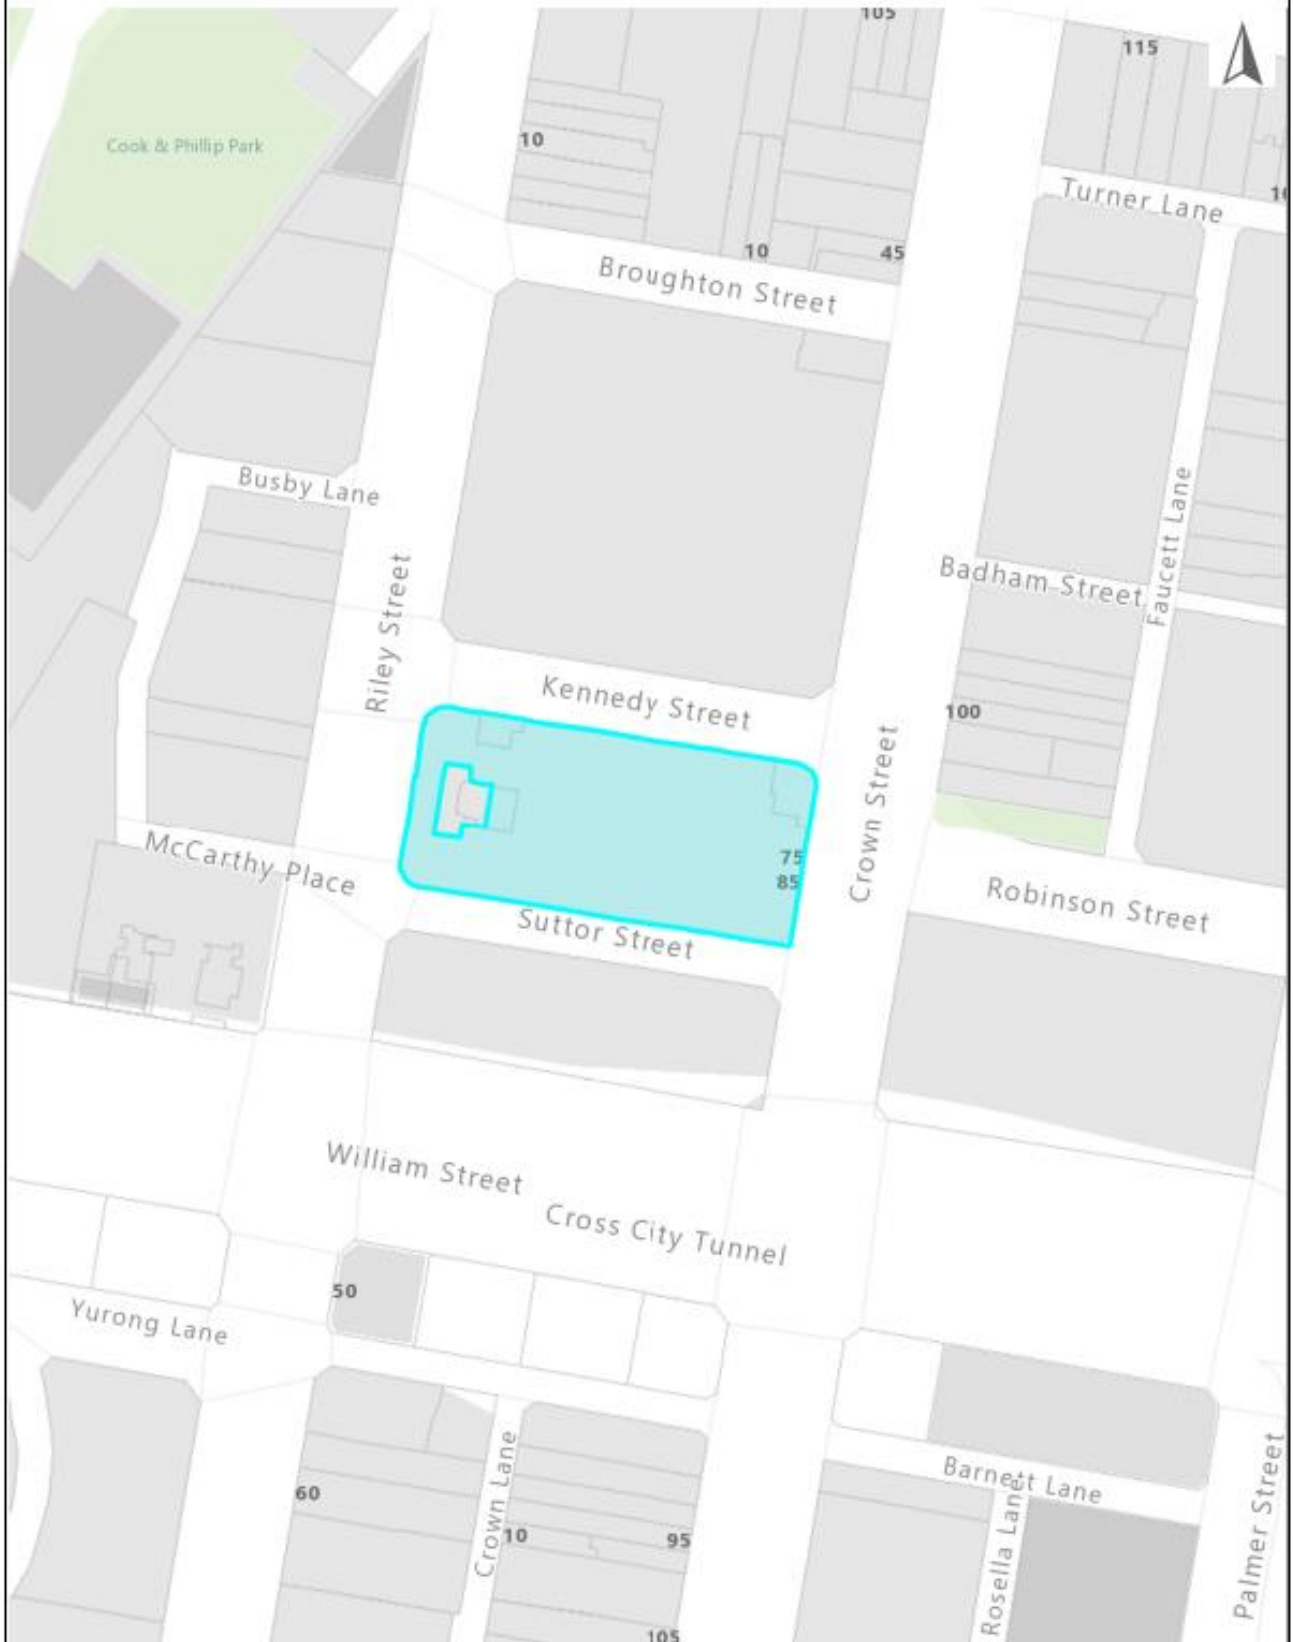 105
115
Cook & Phillip Park
10
Turner Lane
10
45
Broughton Street
Busby Lane
Faucett Lane
Badham Street
Riley Street
Kennedy Street
100
Crown Street
McCarthy Place
75
85
Robinson Street
Suttor Street
William Street
Cross City Tunnel
50
Yurong Lane
Crown Lane
Barnett Lane
60
Rosella Lane
Palmer Street
10
95
105